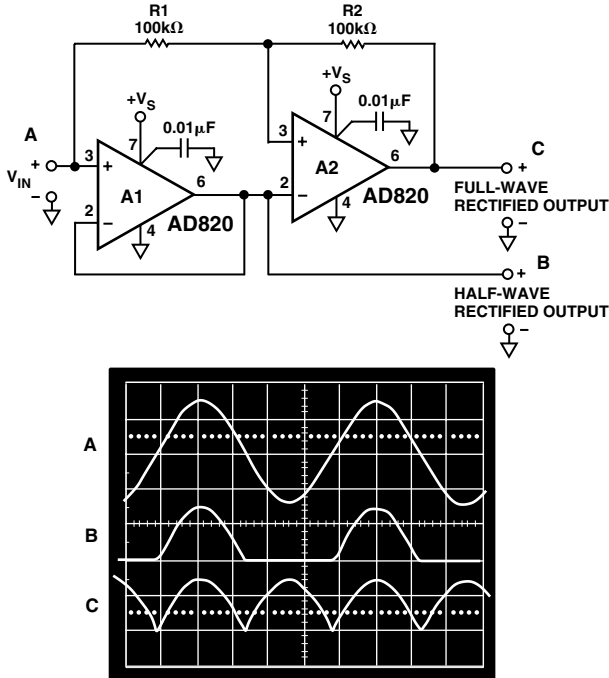 R1
100kΩ
R2
100kΩ
+VS
0.01µF
7
+VS
0.01µF
7
A
+
VIN
–
3
+
A1
6
2
–
4
AD820
3
+
A2
6
2
–
4
AD820
C
+
FULL-WAVE
RECTIFIED OUTPUT
–
B
+
HALF-WAVE
RECTIFIED OUTPUT
–
A
B
C